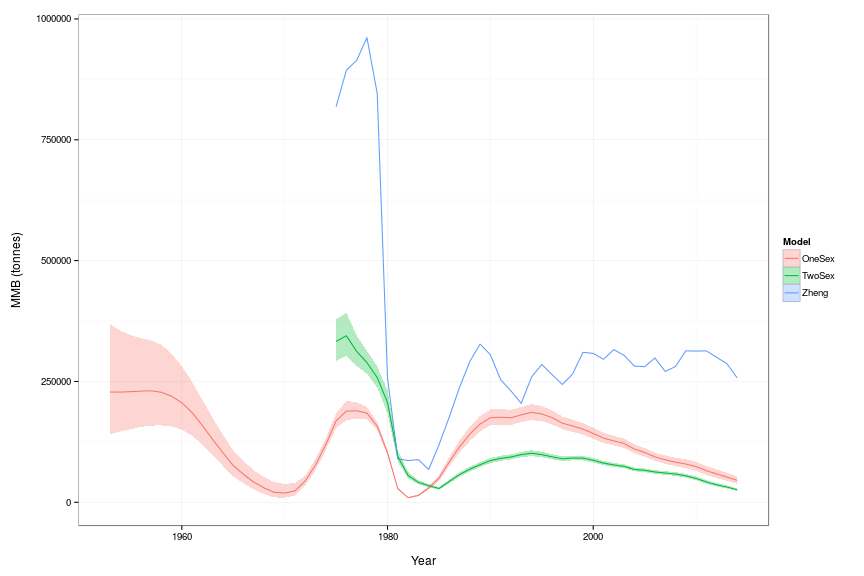 1000000
750000
500000
250000
0
MMB (tonnes)
1960
1980
2000
Year
Model
OneSex
TwoSex
Zheng